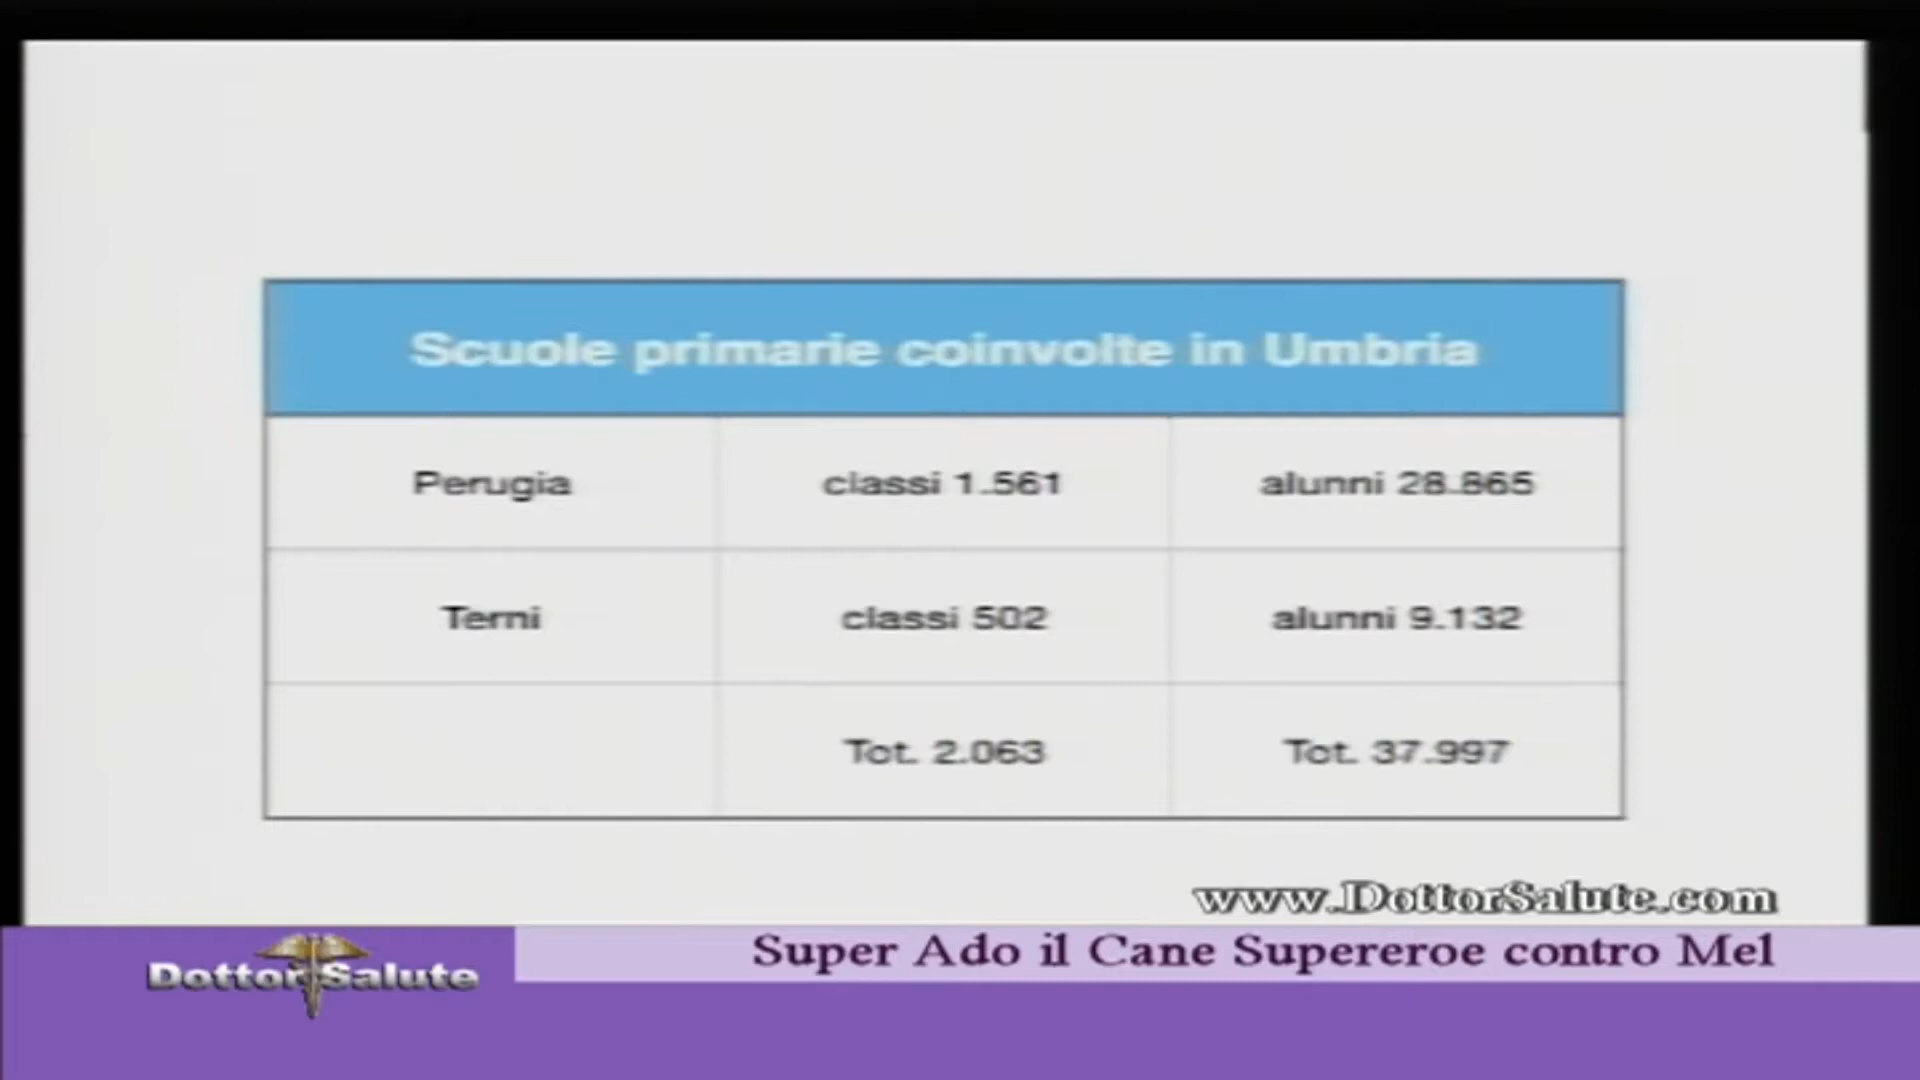 Scuole primarie coinvolte in Umbria
Perugia classi 1.561 alunni 28.865
Terni classi 502 alunni 9.132
Tot. 2.063 Tot. 37.997
www.DottorSalute.com
Super Ado il Cane Supereroe contro Mel
Dottor Salute